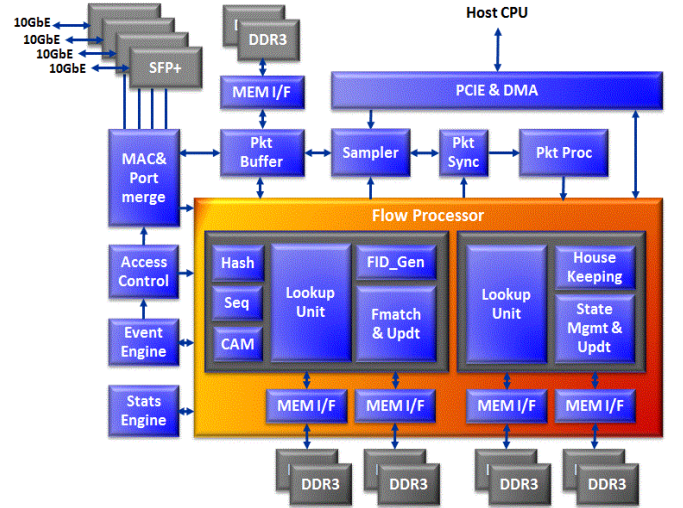 10GbE
10GbE
10GbE
10GbE
SFP+
DDR3
MEM I/F
Host CPU
PCIE & DMA
MAC&
Port
merge
Pkt
Buffer
Sampler
Pkt
Sync
Pkt Proc
Flow Processor
Access
Control
Event
Engine
Stats
Engine
Hash
Seq
CAM
Lookup
Unit
FID_Gen
Fmatch
& Updt
Lookup
Unit
House
Keeping
State
Mgmt &
Updt
MEM I/F
MEM I/F
MEM I/F
MEM I/F
DDR3
DDR3
DDR3
DDR3